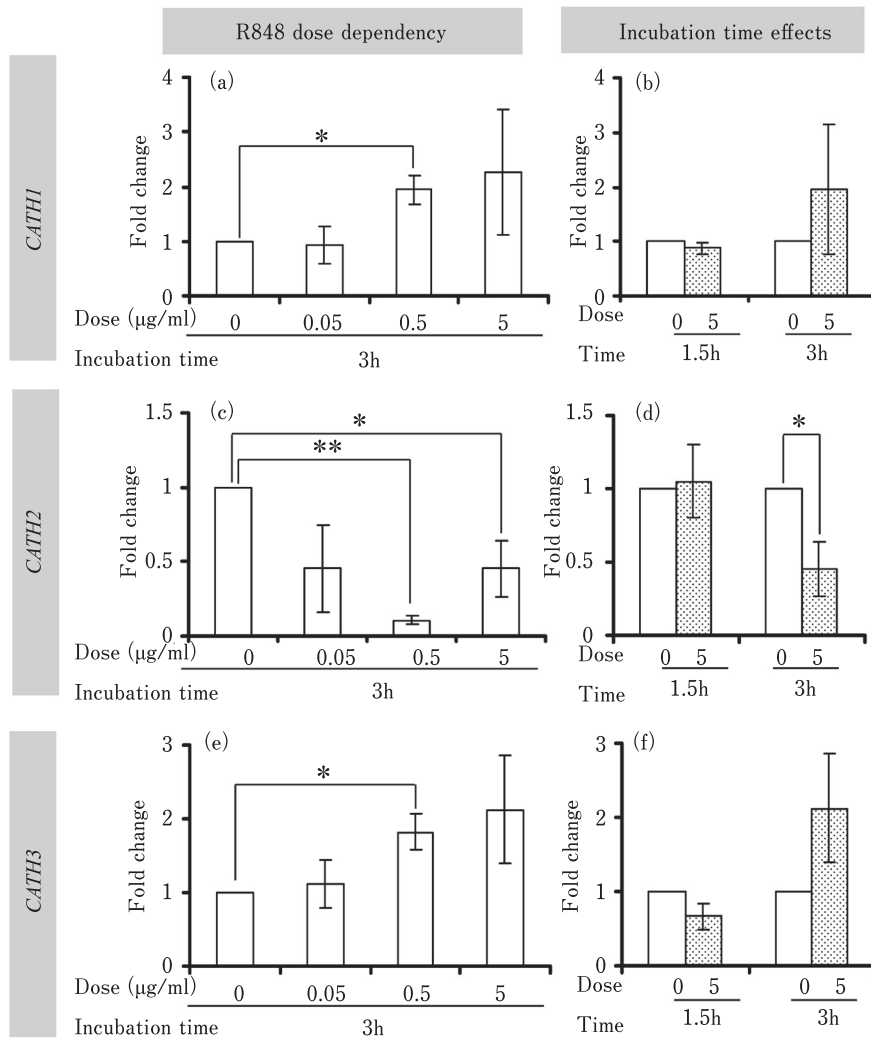 R848 dose dependency
Incubation time effects
CATH1
(a)
Fold change
4
3
2
1
0
*
Dose (μg/ml)
0 0.05 0.5 5
Incubation time
3h
(b)
Fold change
4
3
2
1
0
Dose
0 5 0 5
Time
1.5h 3h
CATH2
(c)
Fold change
1.5
1
0.5
0
*
**
Dose (μg/ml)
0 0.05 0.5 5
Incubation time
3h
(d)
Fold change
1.5
1
0.5
0
*
Dose
0 5 0 5
Time
1.5h 3h
CATH3
(e)
Fold change
3
2
1
0
*
Dose (μg/ml)
0 0.05 0.5 5
Incubation time
3h
(f)
Fold change
3
2
1
0
Dose
0 5 0 5
Time
1.5h 3h